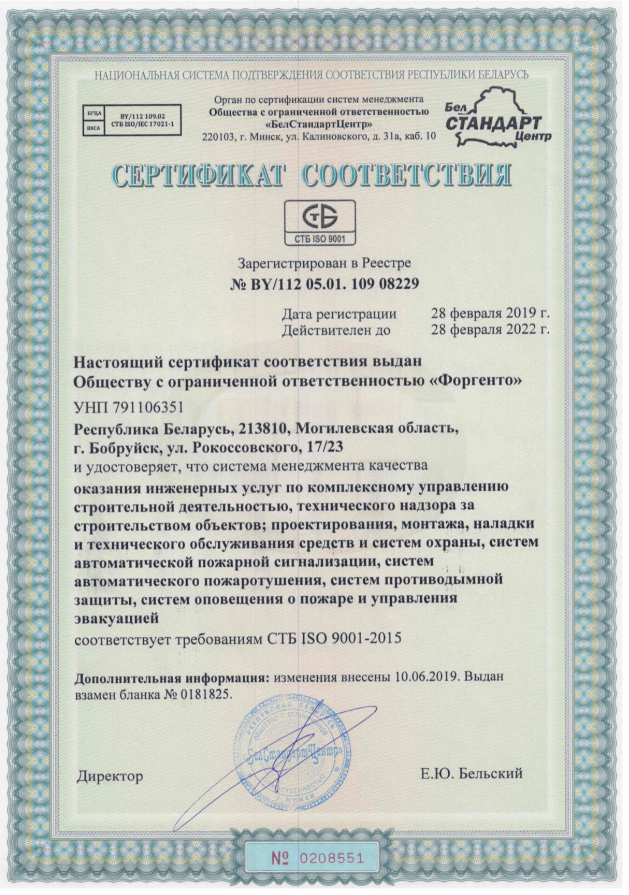 НАЦИОНАЛЬНАЯ СИСТЕМА ПОДТВЕРЖДЕНИЯ СООТВЕТСТВИЯ РЕСПУБЛИКИ БЕЛАРУСЬ
БГЦА
BSCA
BY/112 109.02
СТБ ISO/IEC 17021-1
Орган по сертификации систем менеджмента
Общества с ограниченной ответственностью
«БелСтандартЦентр»
220103, г. Минск, ул. Калиновского, д. 31а, каб. 10
Бел
СТАНДАРТ
Центр
СЕРТИФИКАТ СООТВЕТСТВИЯ
СТБ
СТБ ISO 9001
Зарегистрирован в Реестре
№ BY/112 05.01. 109 08229
Дата регистрации 28 февраля 2019 г.
Действителен до 28 февраля 2022 г.
Настоящий сертификат соответствия выдан
Обществу с ограниченной ответственностью «Форгенто»
УНП 791106351
Республика Беларусь, 213810, Могилевская область,
г. Бобруйск, ул. Рокоссовского, 17/23
и удостоверяет, что система менеджмента качества
оказания инженерных услуг по комплексному управлению
строительной деятельностью, технического надзора за
строительством объектов; проектирования, монтажа, наладки
и технического обслуживания средств и систем охраны, систем
автоматической пожарной сигнализации, систем
автоматического пожаротушения, систем противодымной
защиты, систем оповещения о пожаре и управления
эвакуацией
соответствует требованиям СТБ ISO 9001-2015
Дополнительная информация: изменения внесены 10.06.2019. Выдан
взамен бланка № 0181825.
«БелСтандартЦентр»
Директор Е.Ю. Бельский
№ 0208551